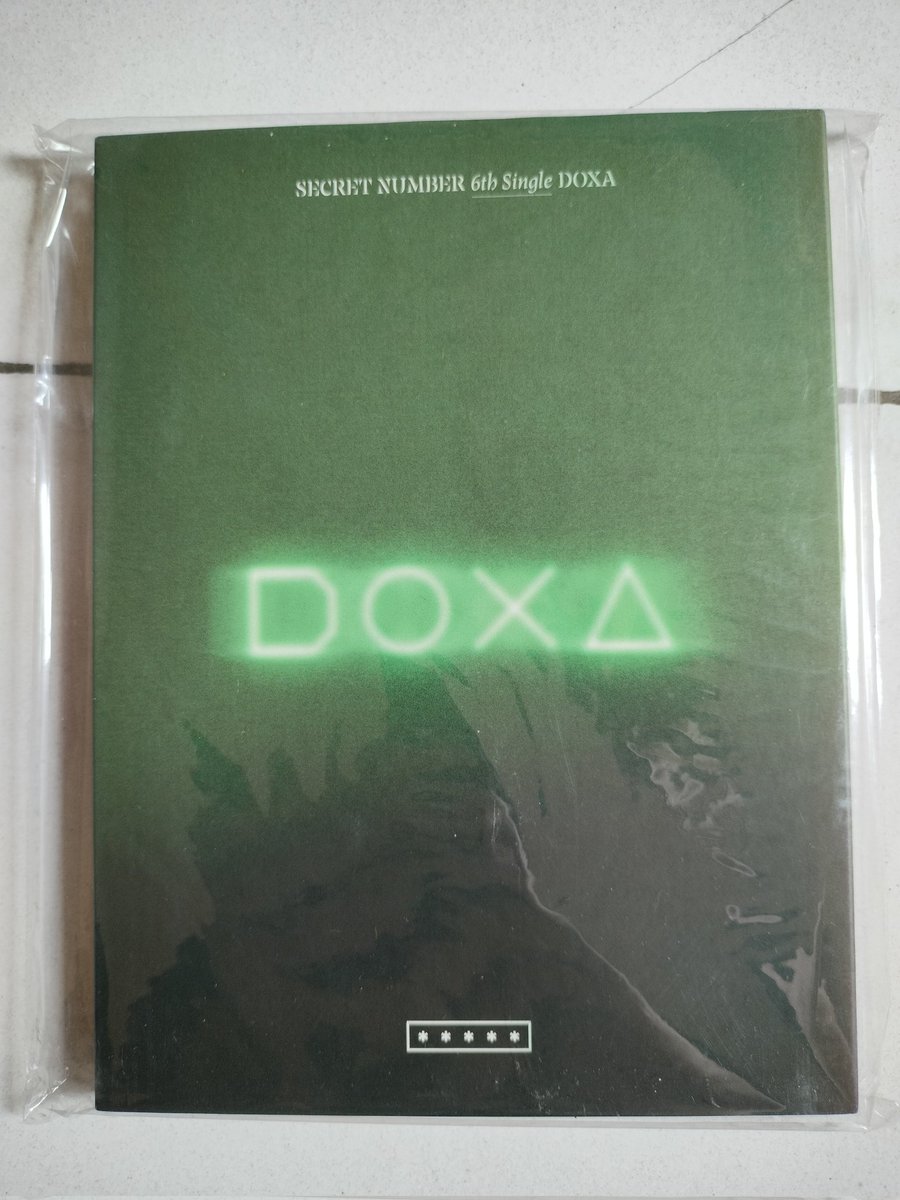 SECRET NUMBER 6th Single DOXA
DOXA
*****